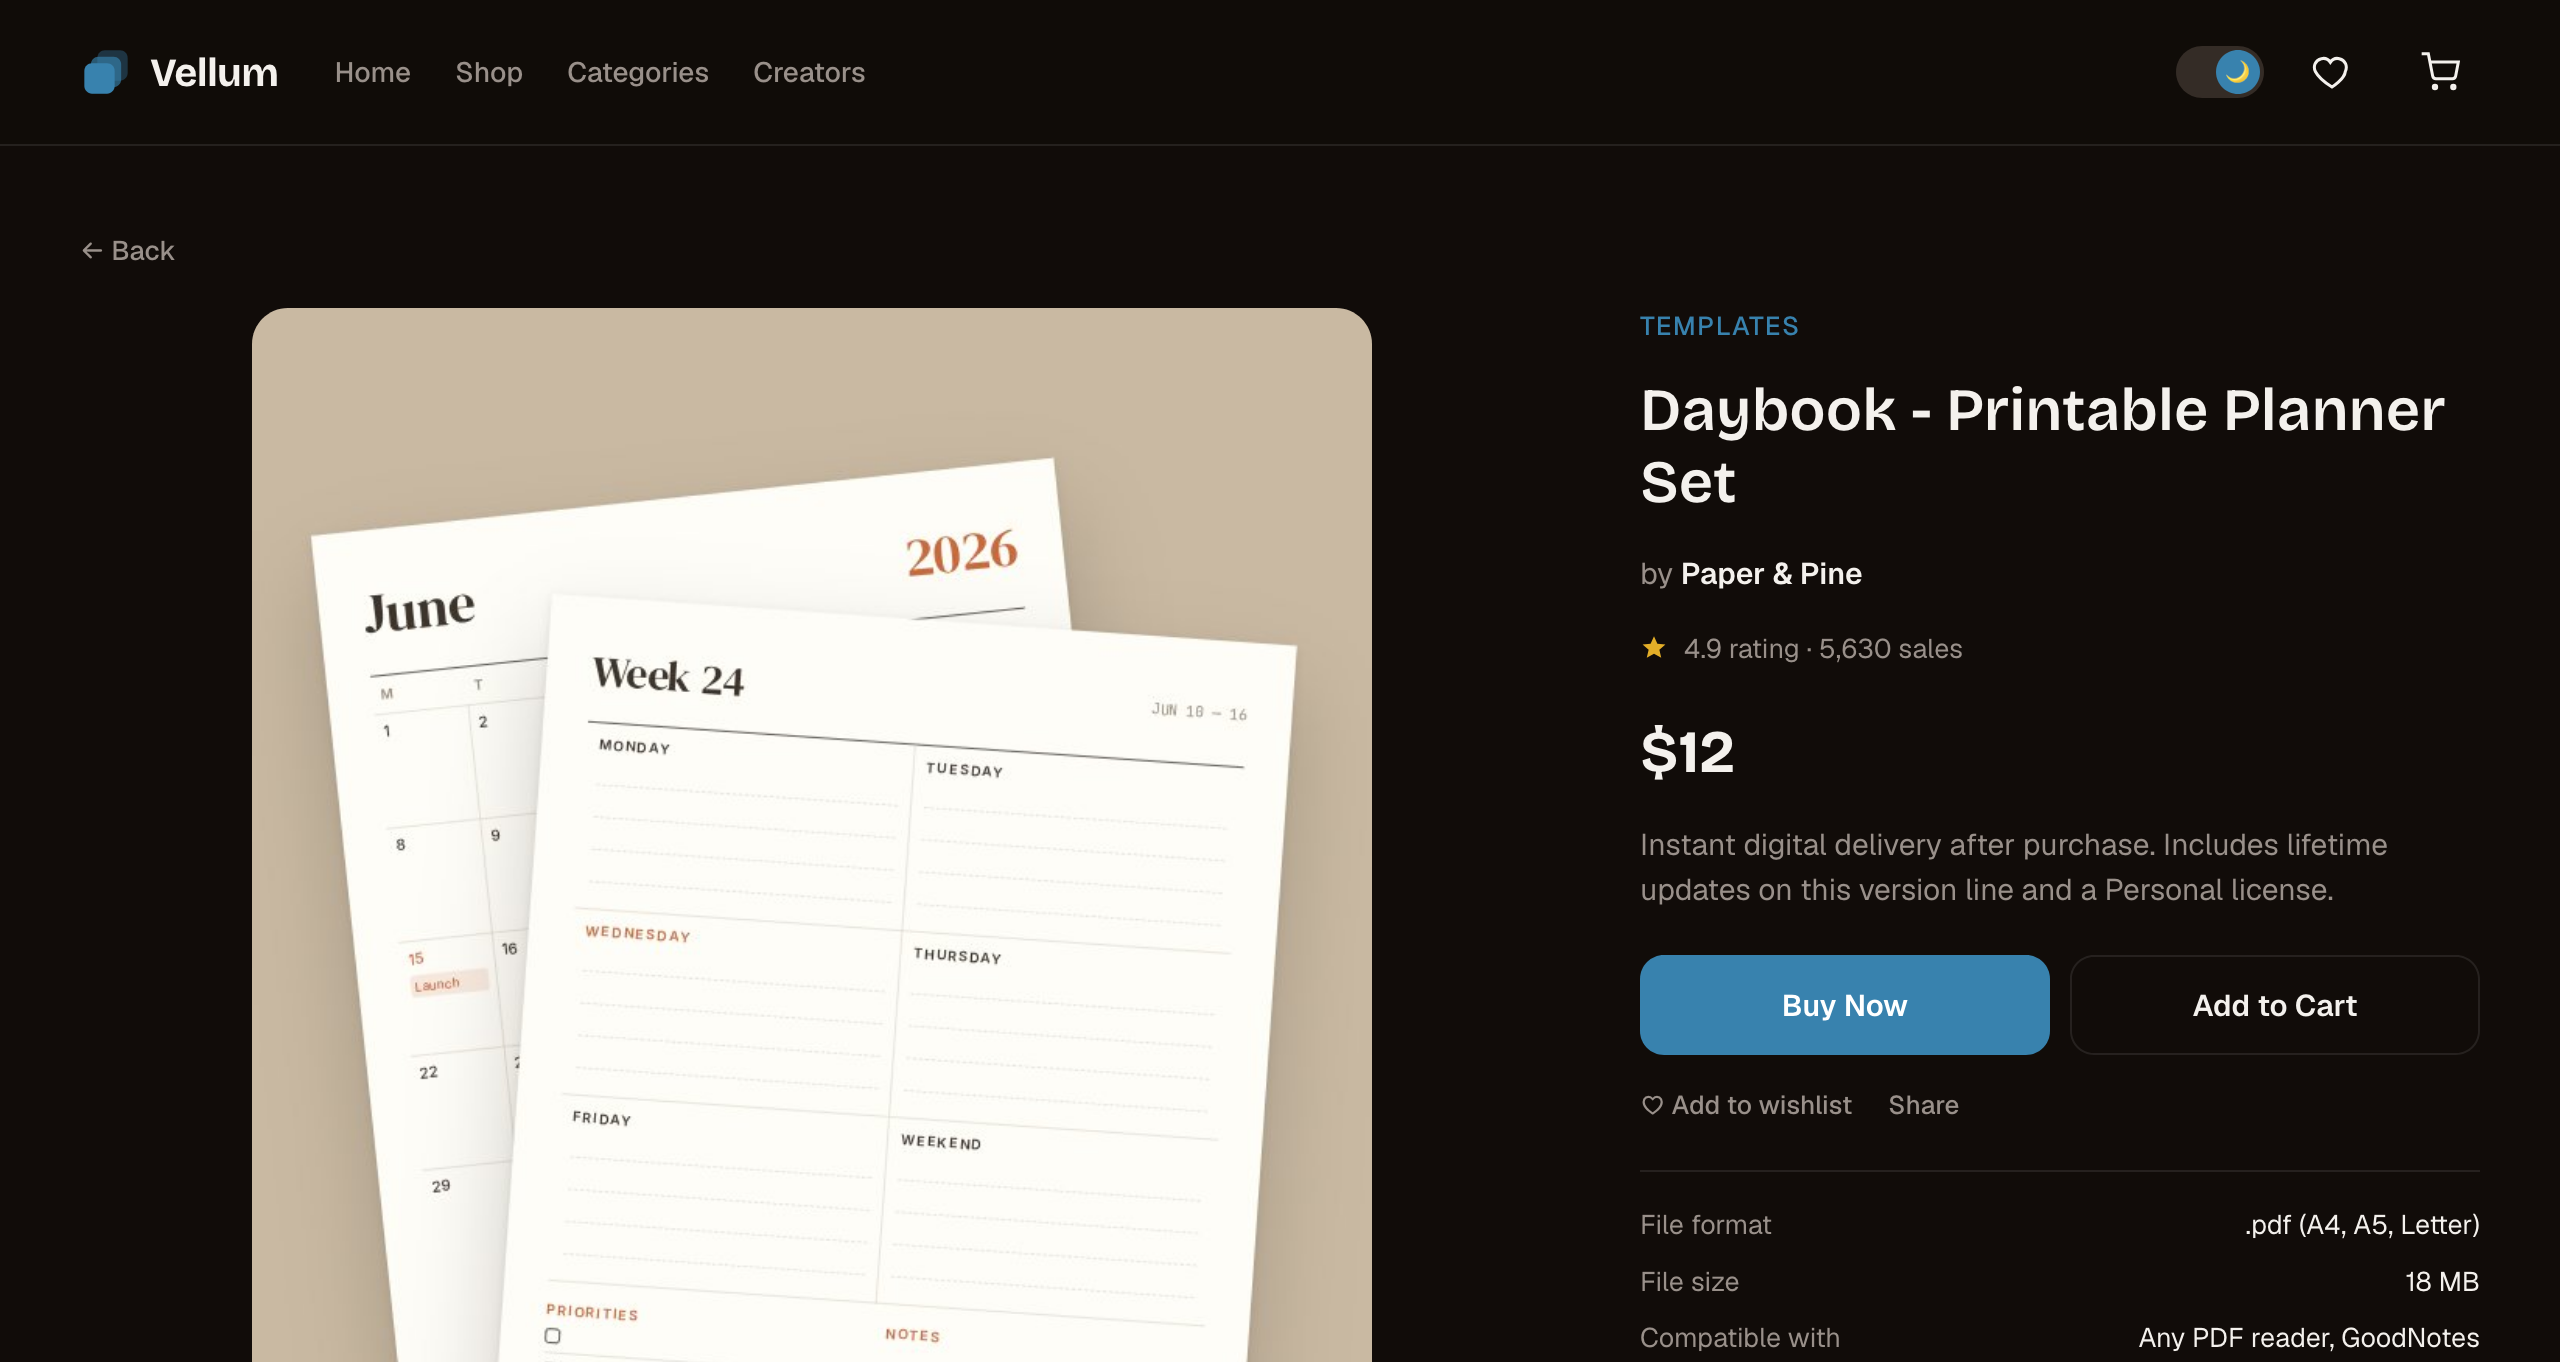 Vellum
Home
Shop
Categories
Creators
← Back
June
2026
M
T
1
2
8
9
15
16
Launch
22
29
Week 24
JUN 10 — 16
MONDAY
TUESDAY
WEDNESDAY
THURSDAY
FRIDAY
WEEKEND
PRIORITIES
NOTES
TEMPLATES
Daybook - Printable Planner
Set
by Paper & Pine
4.9 rating · 5,630 sales
$12
Instant digital delivery after purchase. Includes lifetime
updates on this version line and a Personal license.
Buy Now
Add to Cart
Add to wishlist
Share
File format
.pdf (A4, A5, Letter)
File size
18 MB
Compatible with
Any PDF reader, GoodNotes